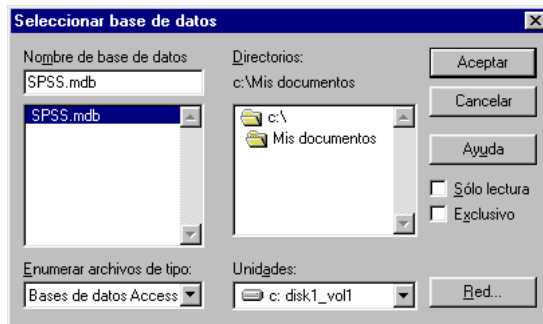 Seleccionar base de datos
Nombre de base de datos
SPSS.mdb
SPSS.mdb
Enumerar archivos de tipo:
Bases de datos Access
Directorios:
c:\Mis documentos
c:\
Mis documentos
Unidades:
c: disk1_vol1
Aceptar
Cancelar
Ayuda
Sólo lectura
Exclusivo
Red...